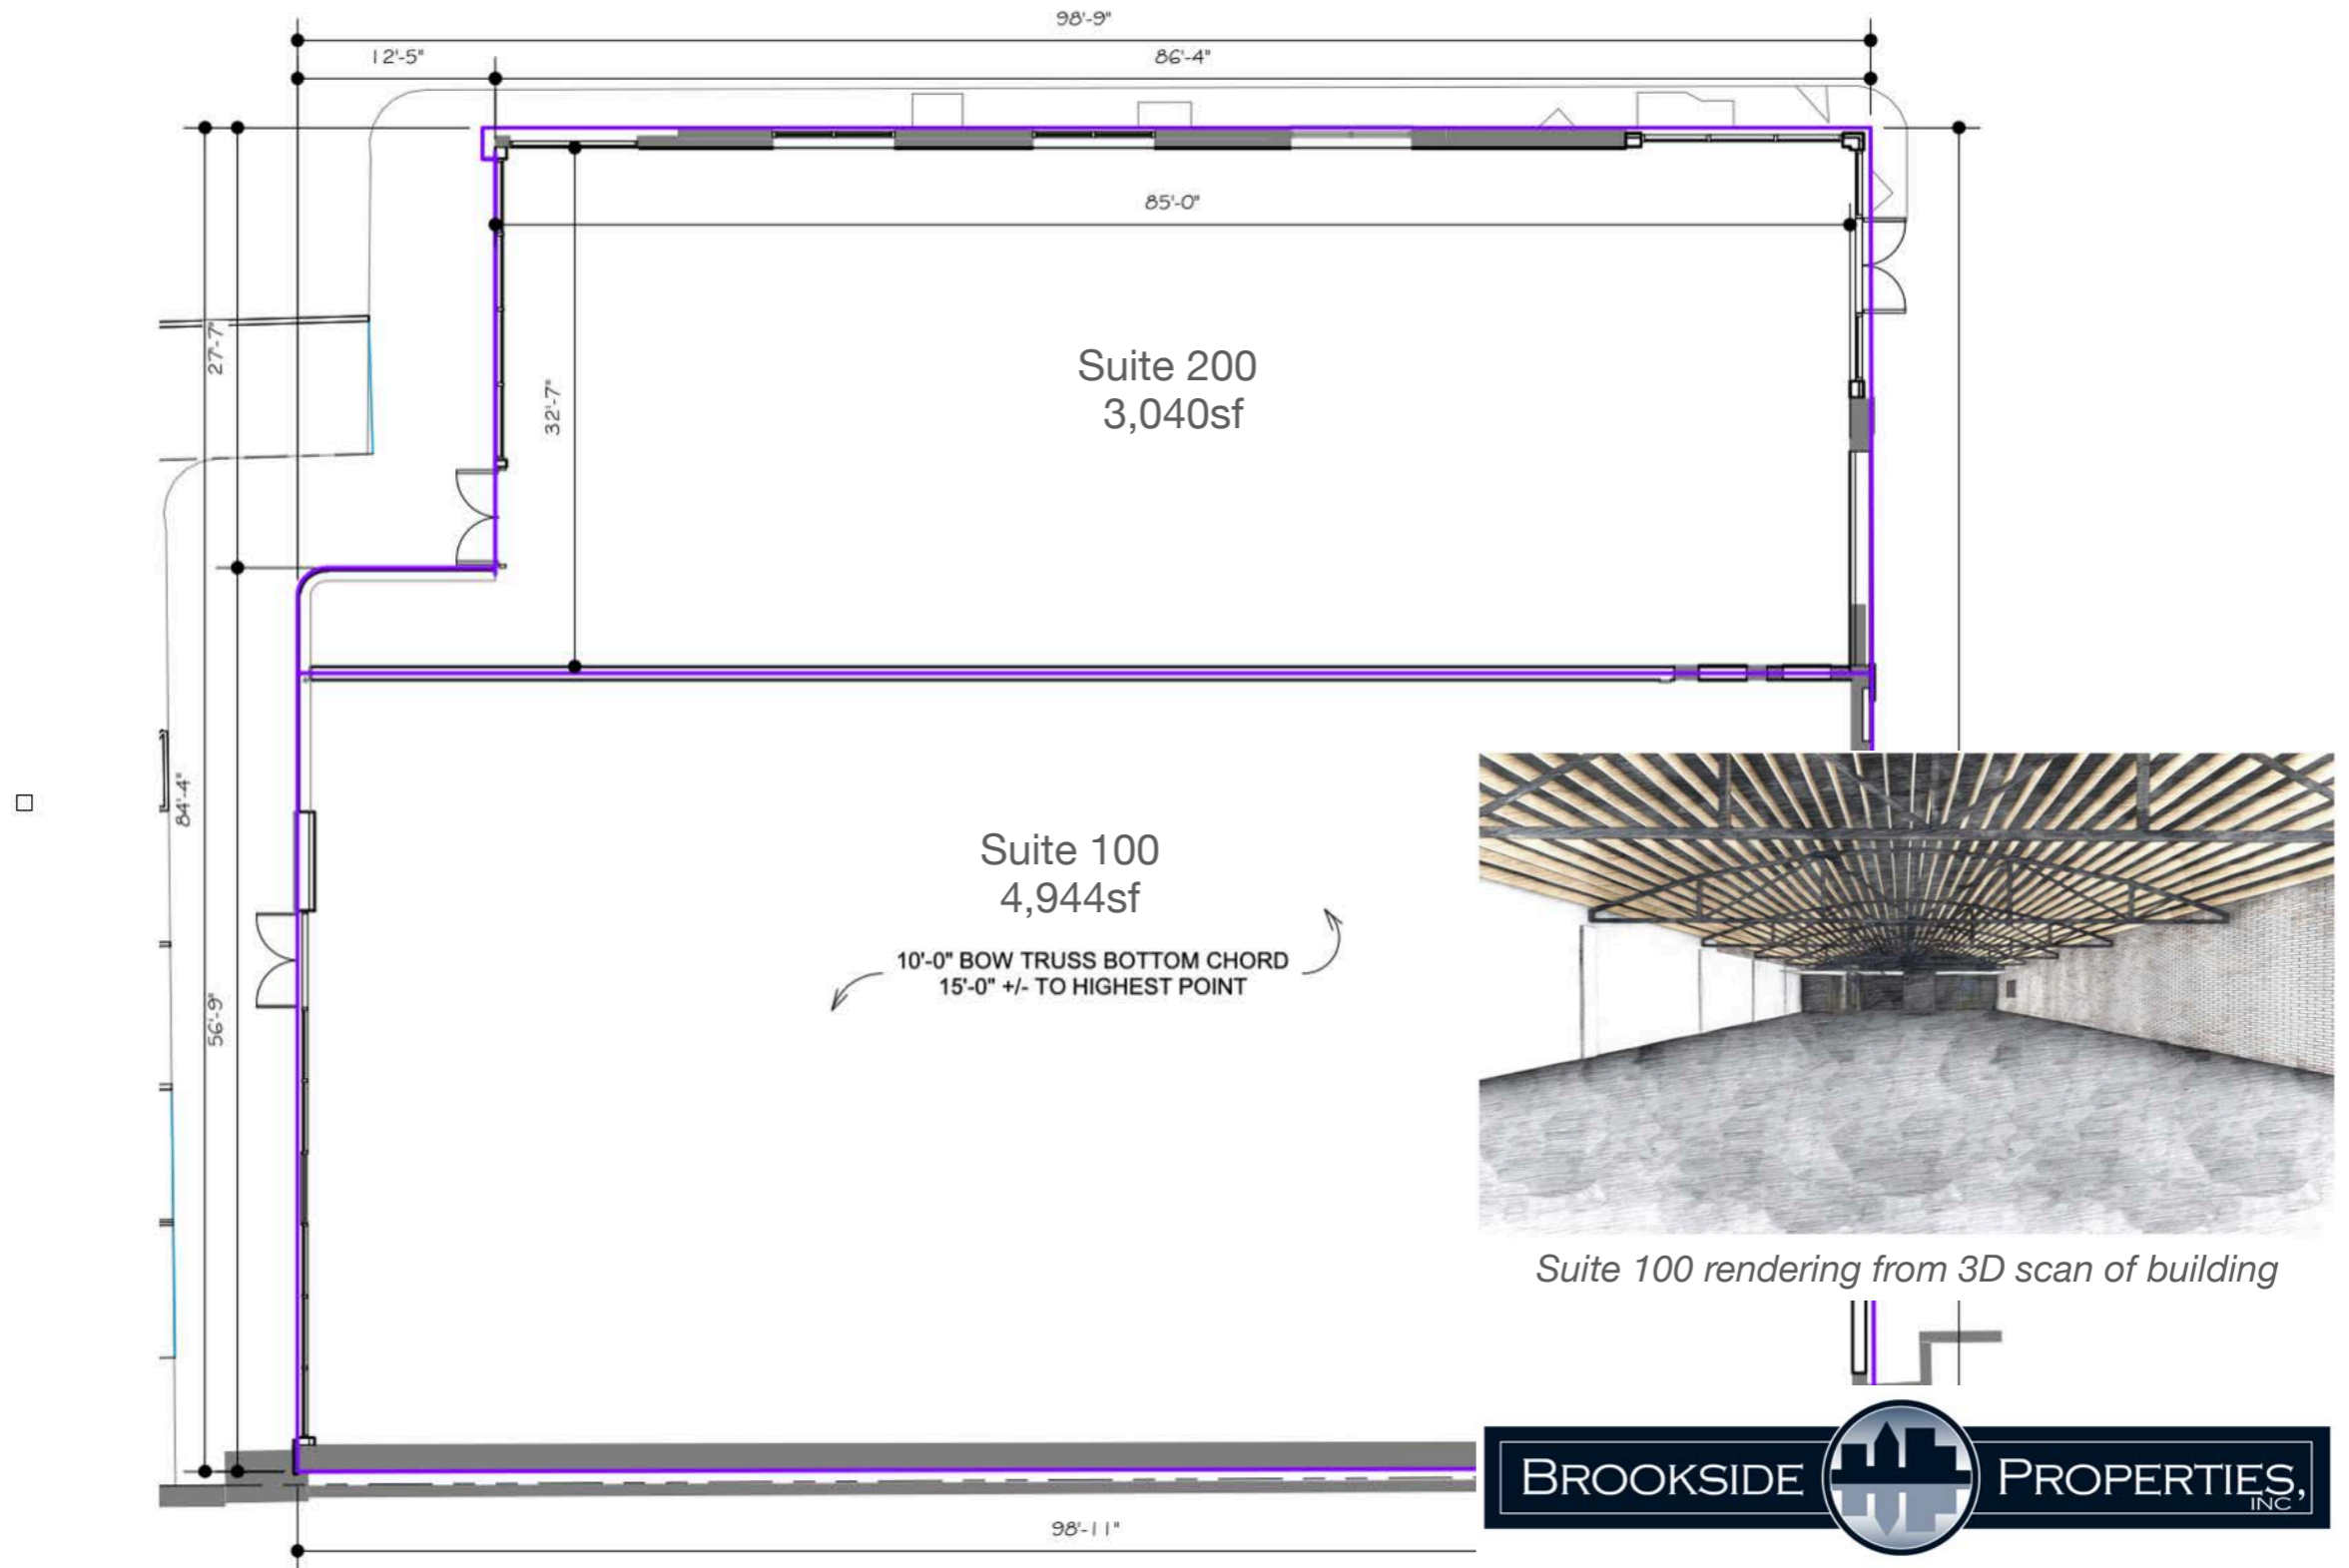 98'-9"
12'-5"
86'-4"
85'-0"
27'-7"
32'-7"
Suite 200
3,040sf
84'-4"
Suite 100
4,944sf
10'-0" BOW TRUSS BOTTOM CHORD
15'-0" +/- TO HIGHEST POINT
56'-9"
Suite 100 rendering from 3D scan of building
BROOKSIDE PROPERTIES,
INC
98'-11"